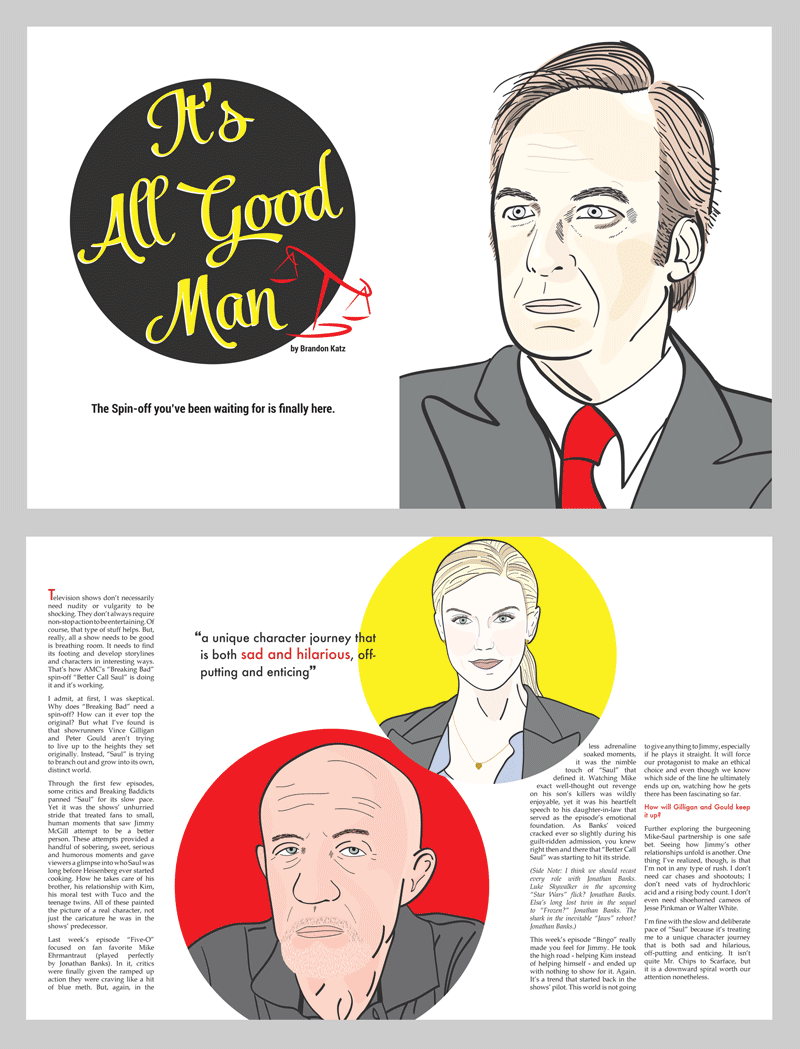 It's
All Good
Man
by Brandon Katz
The Spin-off you've been waiting for is finally here.
Television shows don't necessarily
need nudity or vulgarity to be
shocking. They don't always require
non-stop action to be entertaining. Of
course, that type of stuff helps. But,
really, all a show needs to be good
is breathing room. It needs to find
its footing and develop storylines
and characters in interesting ways.
That's how AMC's "Breaking Bad"
spin-off "Better Call Saul" is doing
it and it's working.
I admit, at first, I was skeptical.
Why does "Breaking Bad" need a
spin-off? How can it ever top the
original? But what I've found is
that showrunners Vince Gilligan
and Peter Gould aren't trying
to live up to the heights they set
originally. Instead, "Saul" is trying
to branch out and grow into its own,
distinct world.
Through the first few episodes,
some critics and Breaking Baddicts
panned "Saul" for its slow pace.
Yet it was the shows' unhurried
stride that treated fans to small,
human moments that saw Jimmy
McGill attempt to be a better
person. These attempts provided a
handful of sobering, sweet, serious
and humorous moments and gave
viewers a glimpse into who Saul was
long before Heisenberg ever started
cooking. How he takes care of his
brother, his relationship with Kim,
his moral test with Tuco and the
teenage twins. All of these painted
the picture of a real character, not
just the caricature he was in the
shows' predecessor.
Last week's episode "Five-O"
focused on fan favorite Mike
Ehrmantraut (played perfectly
by Jonathan Banks). In it, critics
were finally given the ramped up
action they were craving like a hit
of blue meth. But, again, in the
"a unique character journey that
is both sad and hilarious, off-
putting and enticing"
less adrenaline
soaked moments,
it was the nimble
touch of "Saul" that
defined it. Watching Mike
exact well-thought out revenge
on his son's killers was wildly
enjoyable, yet it was his heartfelt
speech to his daughter-in-law that
served as the episode's emotional
foundation. As Banks' voice
cracked ever so slightly during his
guilt-ridden admission, you knew
right then and there that "Better Call
Saul" was starting to hit its stride.
(Side Note: I think we should recast
every role with Jonathan Banks.
Luke Skywalker in the upcoming
"Star Wars" flick? Jonathan Banks.
Elsa's long lost twin in the sequel
to "Frozen?" Jonathan Banks. The
shark in the inevitable "Jaws" reboot?
Jonathan Banks.)
This week's episode "Bingo" really
made you feel for Jimmy. He took
the high road - helping Kim instead
of helping himself - and ended up
with nothing to show for it. Again.
It's a trend that started back in the
shows' pilot. This world is not going
to give anything to Jimmy, especially
if he plays it straight. It will force
our protagonist to make an ethical
choice and even though we know
which side of the line he ultimately
ends up on, watching how he gets
there has been fascinating so far.
How will Gilligan and Gould keep
it up?
Further exploring the burgeoning
Mike-Saul partnership is one safe
bet. Seeing how Jimmy's other
relationships unfold is another. One
thing I've realized, though, is that
I'm not in any type of rush. I don't
need car chases and shootouts; I
don't need vats of hydrochloric
acid and a rising body count. I don't
even need shoehorned cameos of
Jesse Pinkman or Walter White.
I'm fine with the slow and deliberate
pace of "Saul" because it's treating
me to a unique character journey
that is both sad and hilarious,
off-putting and enticing. It isn't
quite Mr. Chips to Scarface, but
it is a downward spiral worth our
attention nonetheless.